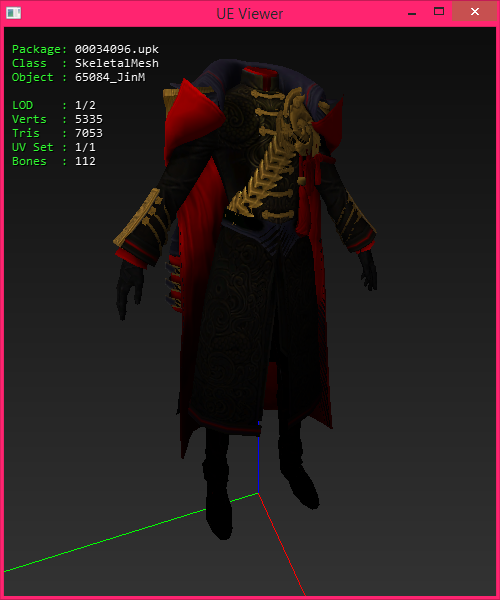 UE Viewer
Package: 00034096.upk
Class : SkeletalMesh
Object : 65084_JinM
LOD : 1/2
Verts : 5335
Tris : 7053
UV Set : 1/1
Bones : 112